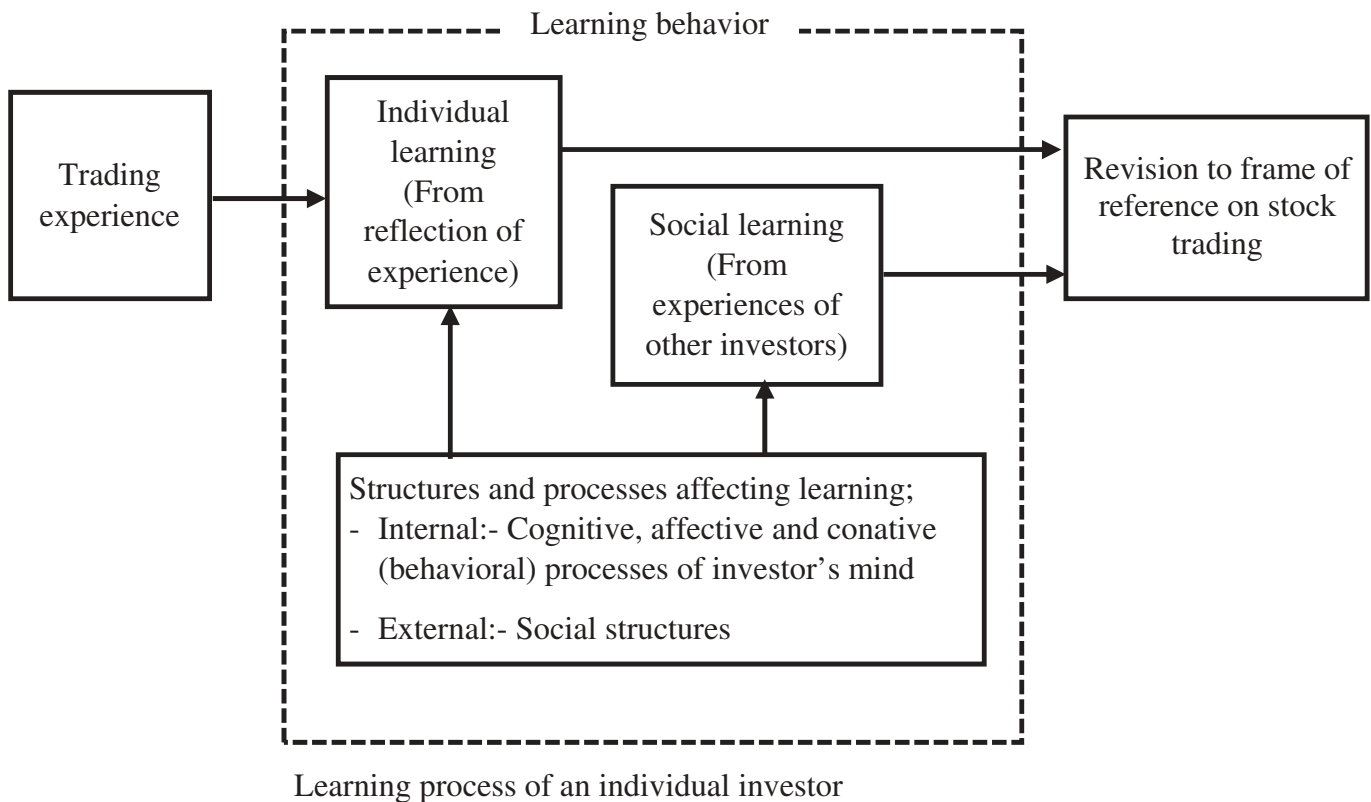 Learning behavior
Trading
experience
Individual
learning
(From
reflection of
experience)
Social learning
(From
experiences of
other investors)
Revision to frame of
reference on stock
trading
Structures and processes affecting learning;
- Internal:- Cognitive, affective and conative
(behavioral) processes of investor’s mind
- External:- Social structures
Learning process of an individual investor